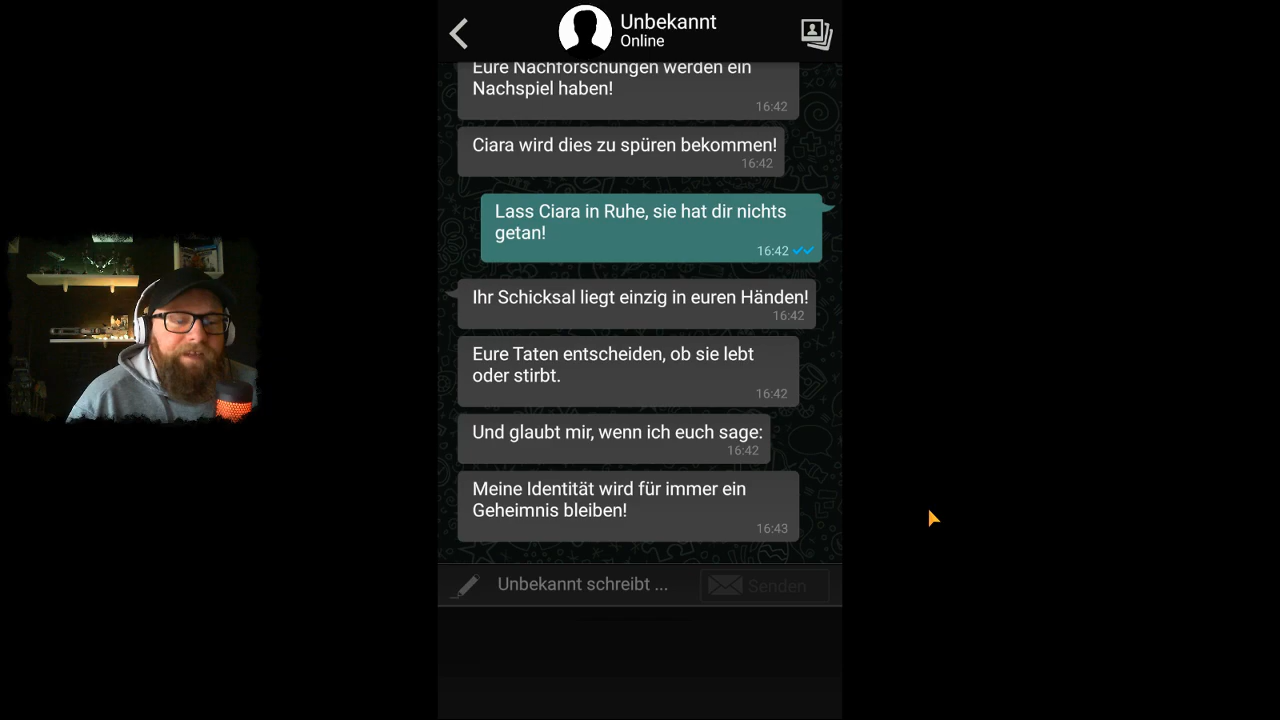 Unbekannt
Online
Eure Nachforschungen werden ein
Nachspiel haben!
16:42
Ciara wird dies zu spüren bekommen!
16:42
Lass Ciara in Ruhe, sie hat dir nichts
getan!
16:42
Ihr Schicksal liegt einzig in euren Händen!
16:42
Eure Taten entscheiden, ob sie lebt
oder stirbt.
16:42
Und glaubt mir, wenn ich euch sage:
16:42
Meine Identität wird für immer ein
Geheimnis bleiben!
16:43
Unbekannt schreibt ...
Senden